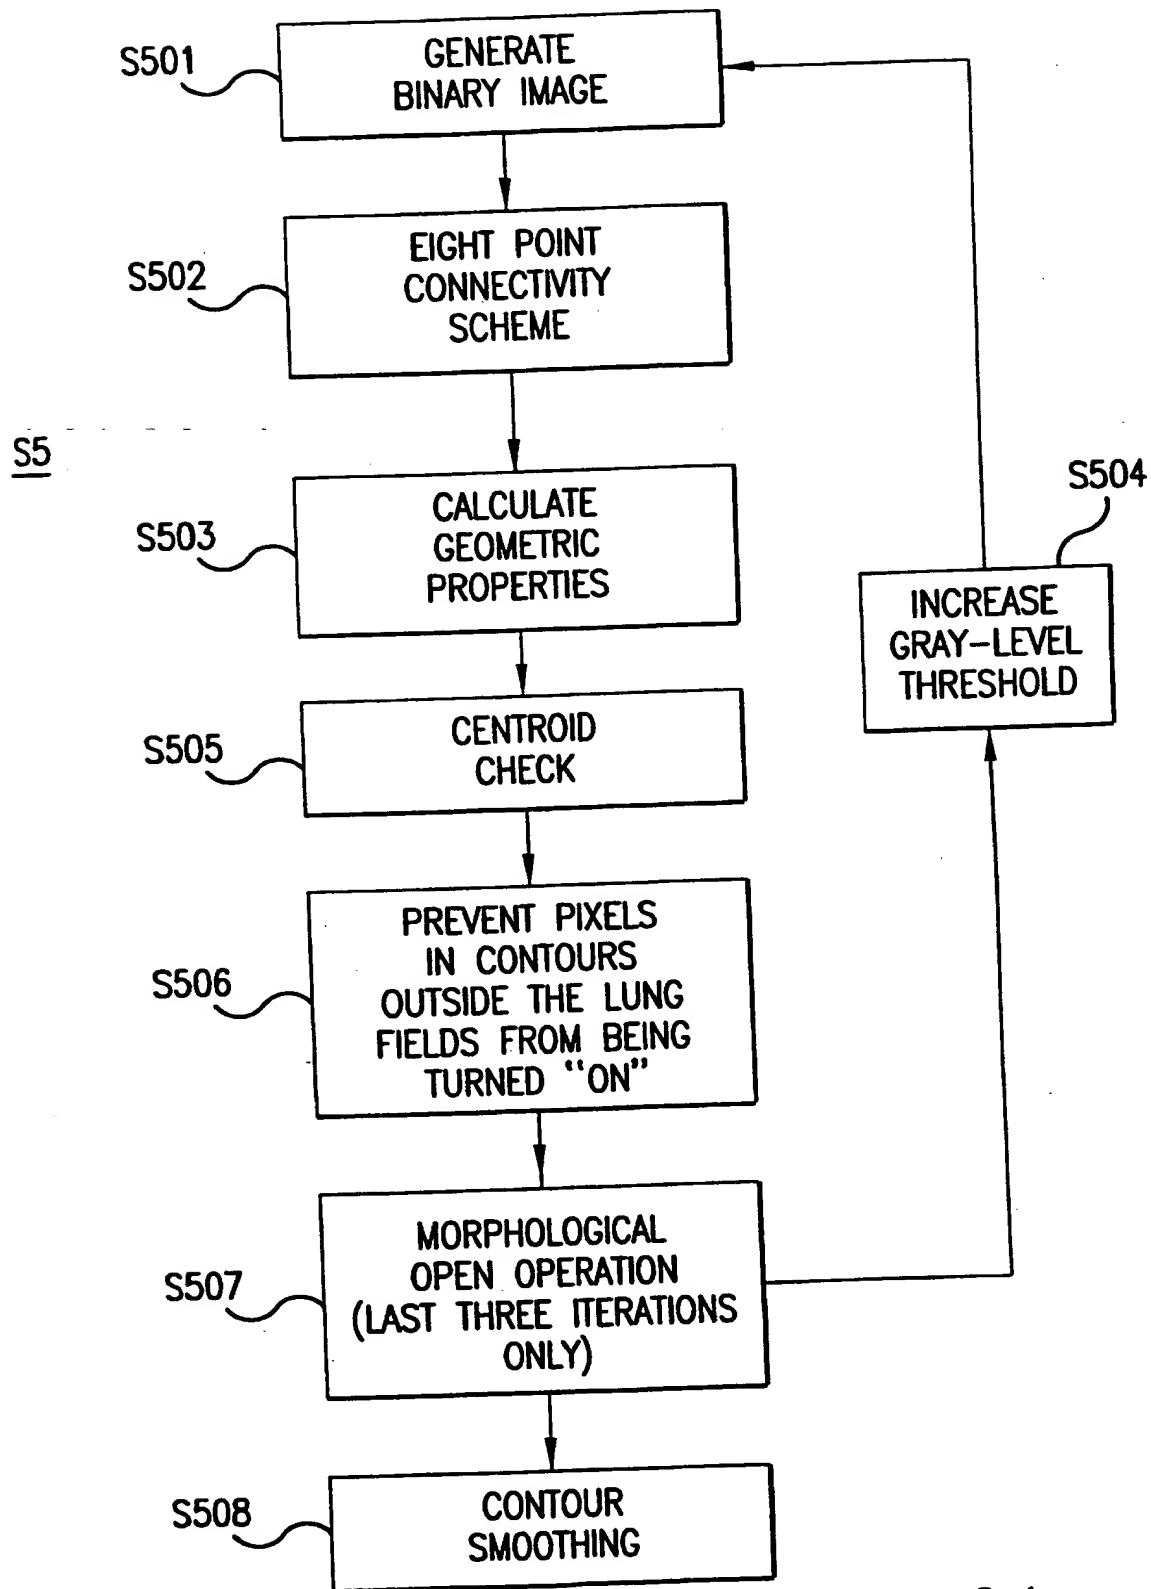 S501
GENERATE
BINARY IMAGE
S502
EIGHT POINT
CONNECTIVITY
SCHEME
S5
S503
CALCULATE
GEOMETRIC
PROPERTIES
S504
INCREASE
GRAY-LEVEL
THRESHOLD
S505
CENTROID
CHECK
S506
PREVENT PIXELS
IN CONTOURS
OUTSIDE THE LUNG
FIELDS FROM BEING
TURNED "ON"
S507
MORPHOLOGICAL
OPEN OPERATION
(LAST THREE ITERATIONS
ONLY)
S508
CONTOUR
SMOOTHING